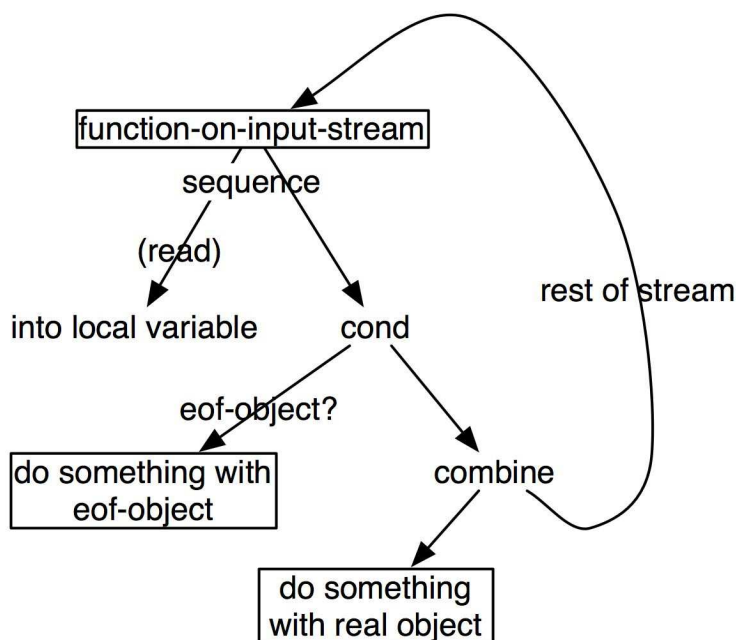 function-on-input-stream
sequence
(read)
rest of stream
into local variable
cond
eof-object?
do something with
eof-object
combine
do something
with real object